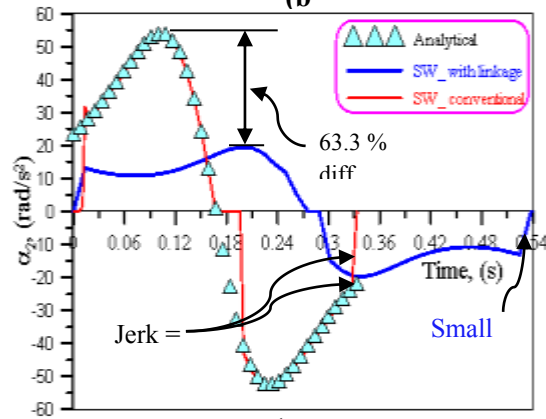 (b
60
50
40
30
20
10
0
-10
-20
-30
-40
-50
-60
α₂, (rad/s²)
Analytical
SW_with linkage
SW_conventional
63.3 %
diff
0 0.06 0.12 0.18 0.24 0.3 0.36 0.42 0.48 0.54
Time, (s)
Jerk =
Small